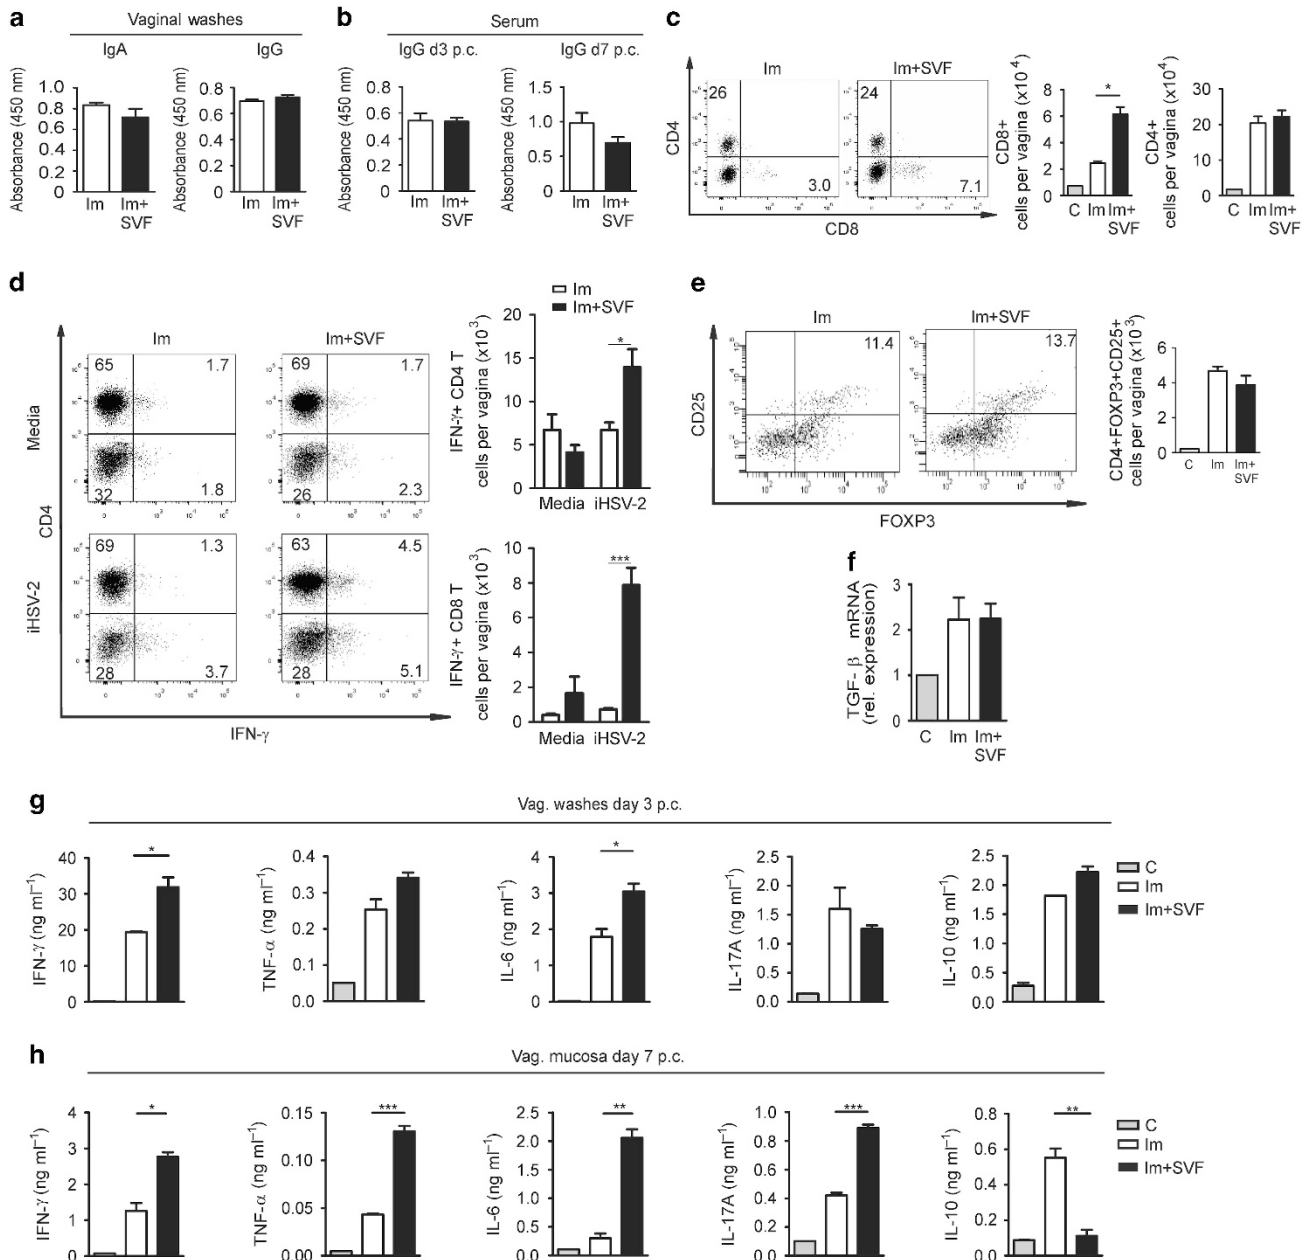 a
Vaginal washes
IgA
IgG
Absorbance (450 nm)
1.0
0.8
0.6
0.4
0.2
0
Im
Im+
SVF
Absorbance (450 nm)
0.8
0.6
0.4
0.2
0
Im
Im+
SVF
b
Serum
IgG d3 p.c.
IgG d7 p.c.
Absorbance (450 nm)
1.0
0.8
0.6
0.4
0.2
0
Im
Im+
SVF
Absorbance (450 nm)
1.5
1.0
0.5
0
Im
Im+
SVF
c
Im
Im+SVF
26
3.0
24
7.1
CD4
CD8
CD8+
cells per vagina (x10⁴)
8
6
4
2
0
*
C
Im
Im+
SVF
CD4+
cells per vagina (x10⁴)
30
20
10
0
C
Im
Im+
SVF
d
Im
Im+SVF
Media
65
1.7
32
1.8
69
1.7
26
2.3
iHSV-2
69
1.3
28
3.7
63
4.5
28
5.1
CD4
IFN-γ
Im
Im+SVF
IFN-γ+ CD4 T
cells per vagina (x10³)
20
15
10
5
0
*
Media
iHSV-2
IFN-γ+ CD8 T
cells per vagina (x10³)
10
8
6
4
2
0
***
Media
iHSV-2
e
Im
Im+SVF
11.4
13.7
CD25
FOXP3
CD4+FOXP3+CD25+
cells per vagina (x10³)
6
4
2
0
C
Im
Im+
SVF
f
TGF- β mRNA
(rel. expression)
3
2
1
0
C
Im
Im+
SVF
g
Vag. washes day 3 p.c.
IFN-γ (ng ml⁻¹)
40
30
20
10
0
*
TNF-α (ng ml⁻¹)
0.4
0.3
0.2
0.1
0.0
IL-6 (ng ml⁻¹)
4
3
2
1
0
*
IL-17A (ng ml⁻¹)
2.5
2.0
1.5
1.0
0.5
0.0
IL-10 (ng ml⁻¹)
2.5
2.0
1.5
1.0
0.5
0.0
C
Im
Im+SVF
h
Vag. mucosa day 7 p.c.
IFN-γ (ng ml⁻¹)
4
3
2
1
0
*
TNF-α (ng ml⁻¹)
0.15
0.10
0.05
0.00
***
IL-6 (ng ml⁻¹)
2.5
2.0
1.5
1.0
0.5
0.0
**
IL-17A (ng ml⁻¹)
1.0
0.8
0.6
0.4
0.2
0.0
***
IL-10 (ng ml⁻¹)
0.8
0.6
0.4
0.2
0.0
**
C
Im
Im+SVF